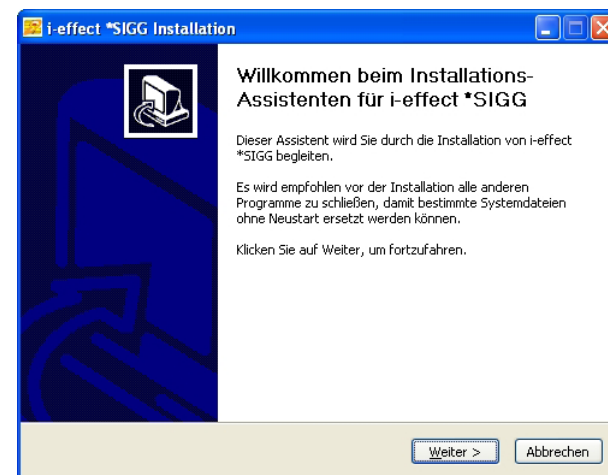 i-effect *SIGG Installation
Willkommen beim Installations-
Assistenten für i-effect *SIGG
Dieser Assistent wird Sie durch die Installation von i-effect
*SIGG begleiten.
Es wird empfohlen vor der Installation alle anderen
Programme zu schließen, damit bestimmte Systemdateien
ohne Neustart ersetzt werden können.
Klicken Sie auf Weiter, um fortzufahren.
Weiter >
Abbrechen